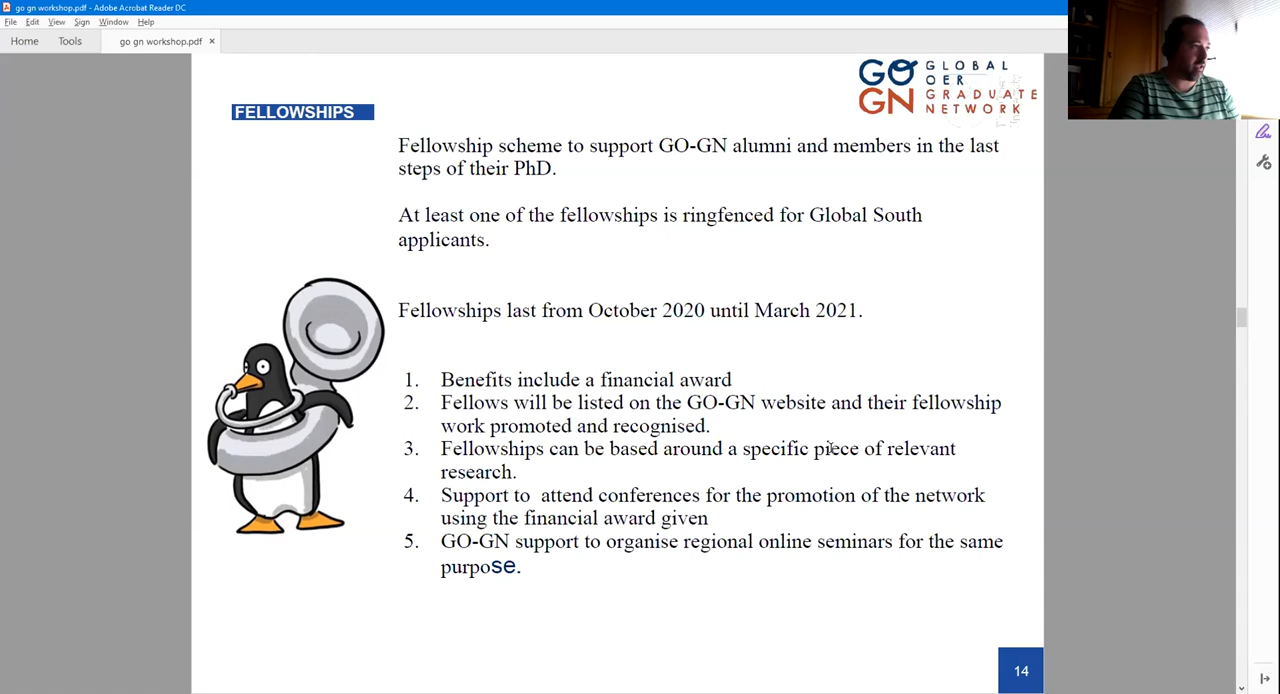 go gn workshop.pdf - Adobe Acrobat Reader DC
File Edit View Sign Window Help
Home Tools go gn workshop.pdf ×
GO GLOBAL
OER
GN GRADUATE
NETWORK
FELLOWSHIPS
Fellowship scheme to support GO-GN alumni and members in the last
steps of their PhD.
At least one of the fellowships is ringfenced for Global South
applicants.
Fellowships last from October 2020 until March 2021.
1. Benefits include a financial award
2. Fellows will be listed on the GO-GN website and their fellowship
work promoted and recognised.
3. Fellowships can be based around a specific piece of relevant
research.
4. Support to attend conferences for the promotion of the network
using the financial award given
5. GO-GN support to organise regional online seminars for the same
purpose.
14